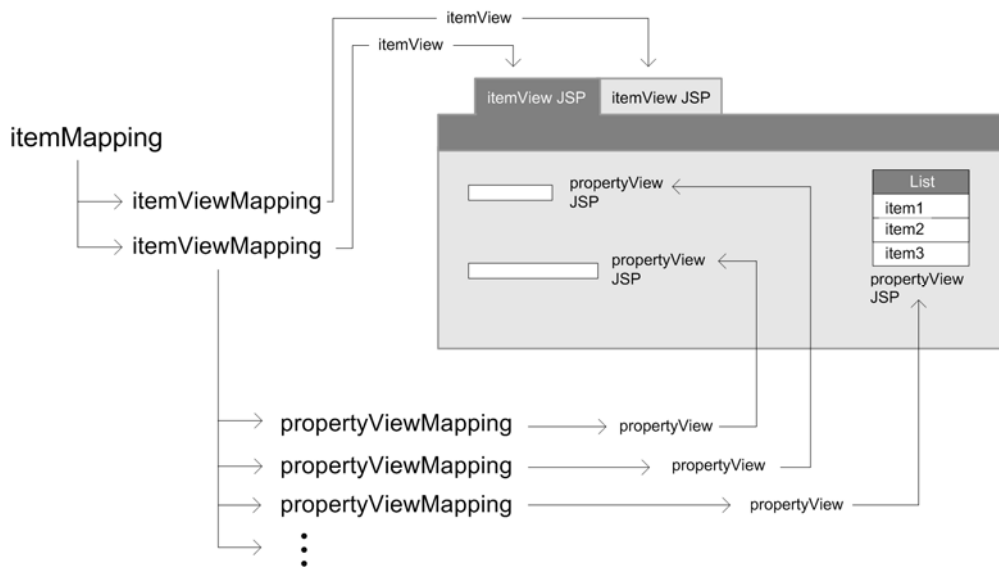 itemView
itemView
itemView JSP
itemView JSP
itemMapping
itemViewMapping
itemViewMapping
propertyView
JSP
propertyView
JSP
List
item1
item2
item3
propertyView
JSP
propertyViewMapping
propertyView
propertyViewMapping
propertyView
propertyViewMapping
propertyView